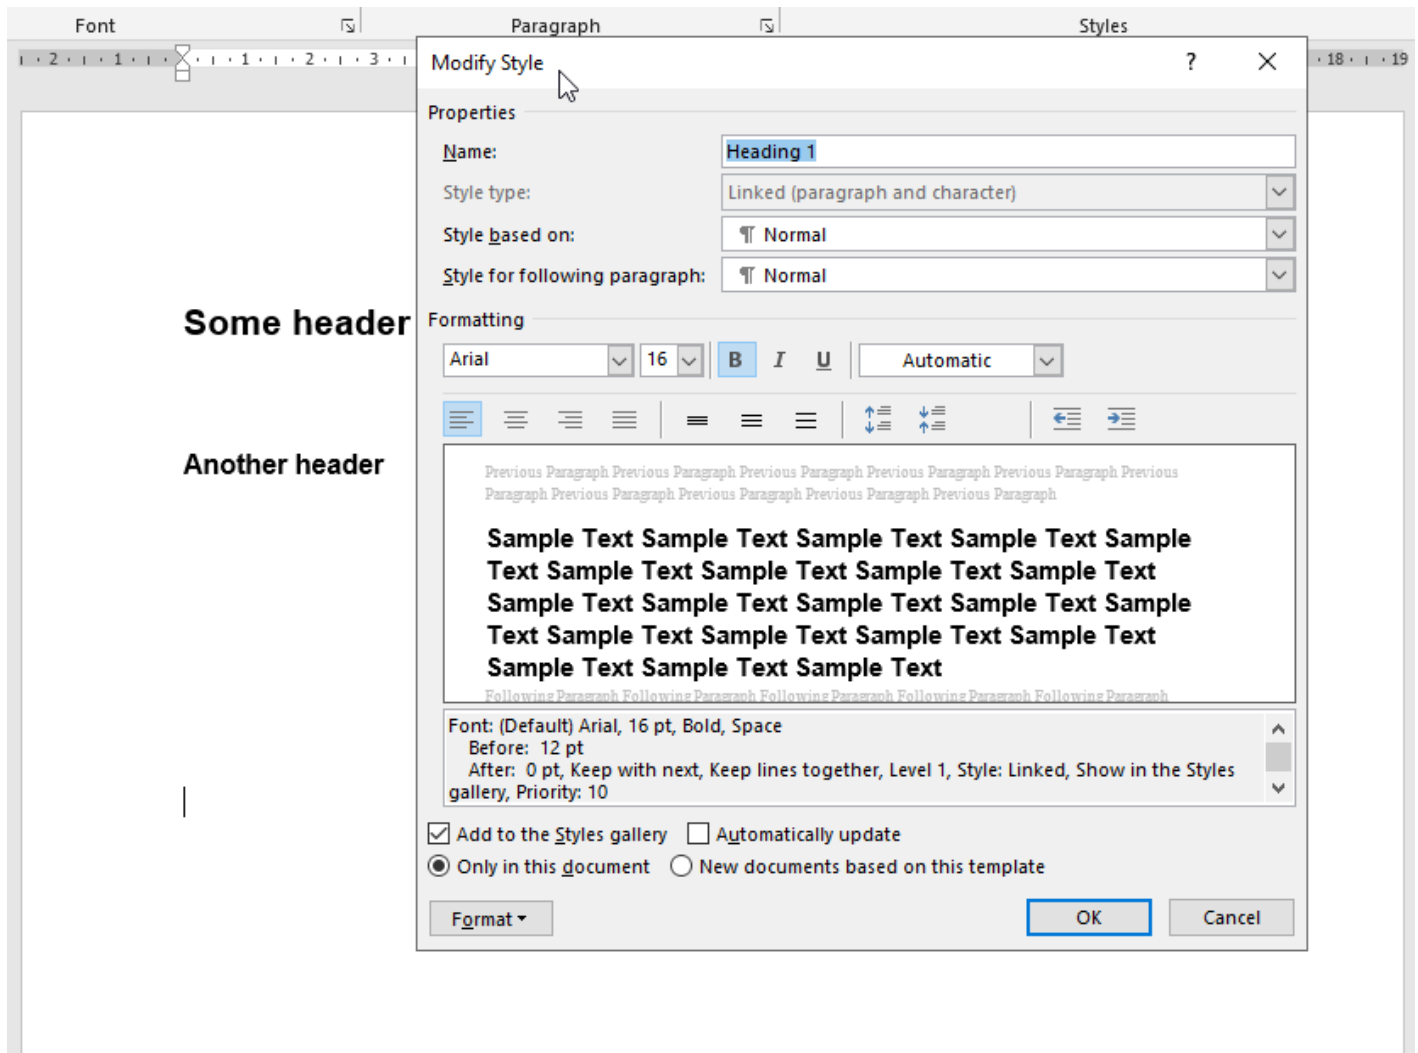 Font Paragraph Styles
2 1 1 2 3 18 19
Modify Style ?
Properties
Name: Heading 1
Style type: Linked (paragraph and character)
Style based on: ¶ Normal
Style for following paragraph: ¶ Normal
Some header
Formatting
Arial 16 B I U Automatic
Another header
Previous Paragraph Previous Paragraph Previous Paragraph Previous Paragraph Previous Paragraph Previous
Paragraph Previous Paragraph Previous Paragraph Previous Paragraph Previous Paragraph
Sample Text Sample Text Sample Text Sample Text Sample
Text Sample Text Sample Text Sample Text Sample Text
Sample Text Sample Text Sample Text Sample Text Sample
Text Sample Text Sample Text Sample Text Sample Text
Sample Text Sample Text Sample Text
Following Paragraph Following Paragraph Following Paragraph Following Paragraph Following Paragraph
Font: (Default) Arial, 16 pt, Bold, Space
Before: 12 pt
After: 0 pt, Keep with next, Keep lines together, Level 1, Style: Linked, Show in the Styles
gallery, Priority: 10
Add to the Styles gallery Automatically update
Only in this document New documents based on this template
Format OK Cancel